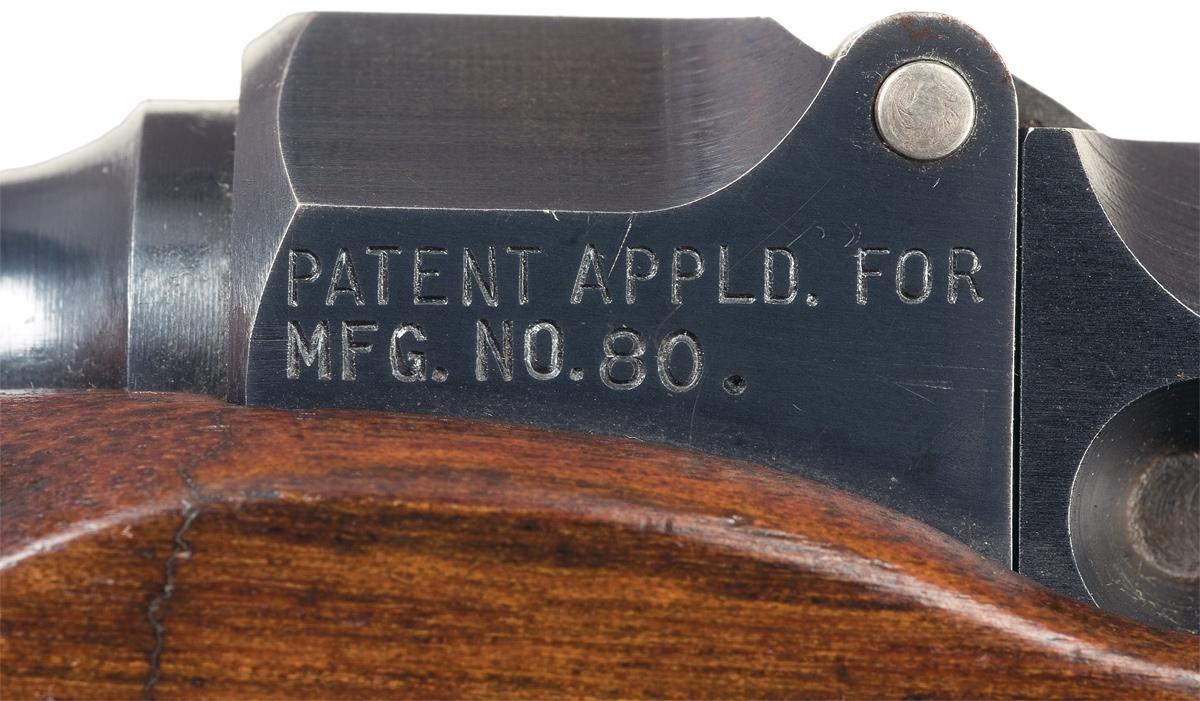 PATENT APPLD. FOR
MFG. NO. 80.